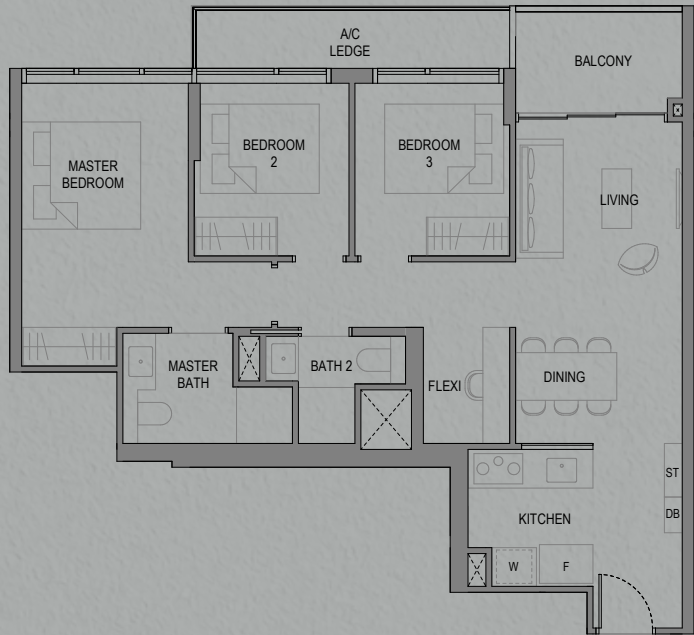 A/C
LEDGE
BALCONY
MASTER
BEDROOM
BEDROOM
2
BEDROOM
3
LIVING
MASTER
BATH
BATH 2
FLEXI
DINING
ST
DB
KITCHEN
W
F